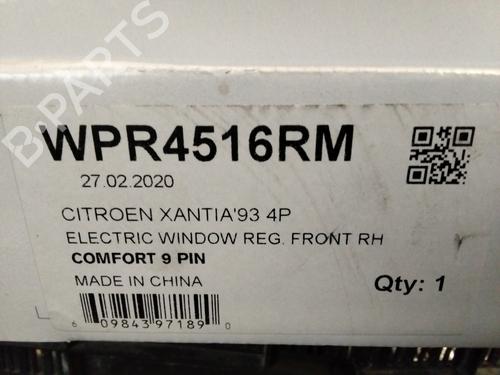 WPR4516RM
27.02.2020
CITROEN XANTIA'93 4P
ELECTRIC WINDOW REG. FRONT RH
COMFORT 9 PIN
MADE IN CHINA
Qty: 1
6 09843 97189 0
B-PARTS